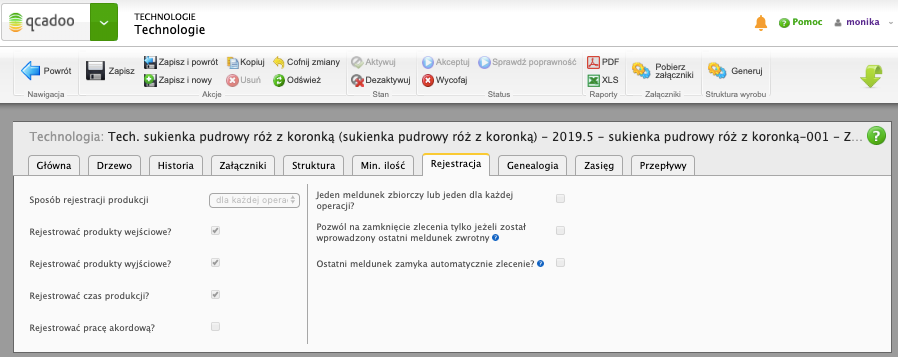 qcadoo
TECHNOLOGIE
Technologie
Pomoc
monika
Powrót
Zapisz
Zapisz i powrót
Zapisz i nowy
Kopiuj
Usuń
Cofnij zmiany
Odśwież
Aktywuj
Dezaktywuj
Akceptuj
Wycofaj
Sprawdź poprawność
PDF
XLS
Pobierz załączniki
Generuj
Nawigacja
Akcje
Stan
Status
Raporty
Załączniki
Struktura wyrobu
Technologia: Tech. sukienka pudrowy róż z koronką (sukienka pudrowy róż z koronką) - 2019.5 - sukienka pudrowy róż z koronką-001 - Z...
Główna
Drzewo
Historia
Załączniki
Struktura
Min. ilość
Rejestracja
Genealogia
Zasięg
Przepływy
Sposób rejestracji produkcji
dla każdej operac
Rejestrować produkty wejściowe?
Rejestrować produkty wyjściowe?
Rejestrować czas produkcji?
Rejestrować pracę akordową?
Jeden meldunek zbiorczy lub jeden dla każdej
operacji?
Pozwól na zamknięcie zlecenia tylko jeżeli został
wprowadzony ostatni meldunek zwrotny
Ostatni meldunek zamyka automatycznie zlecenie?